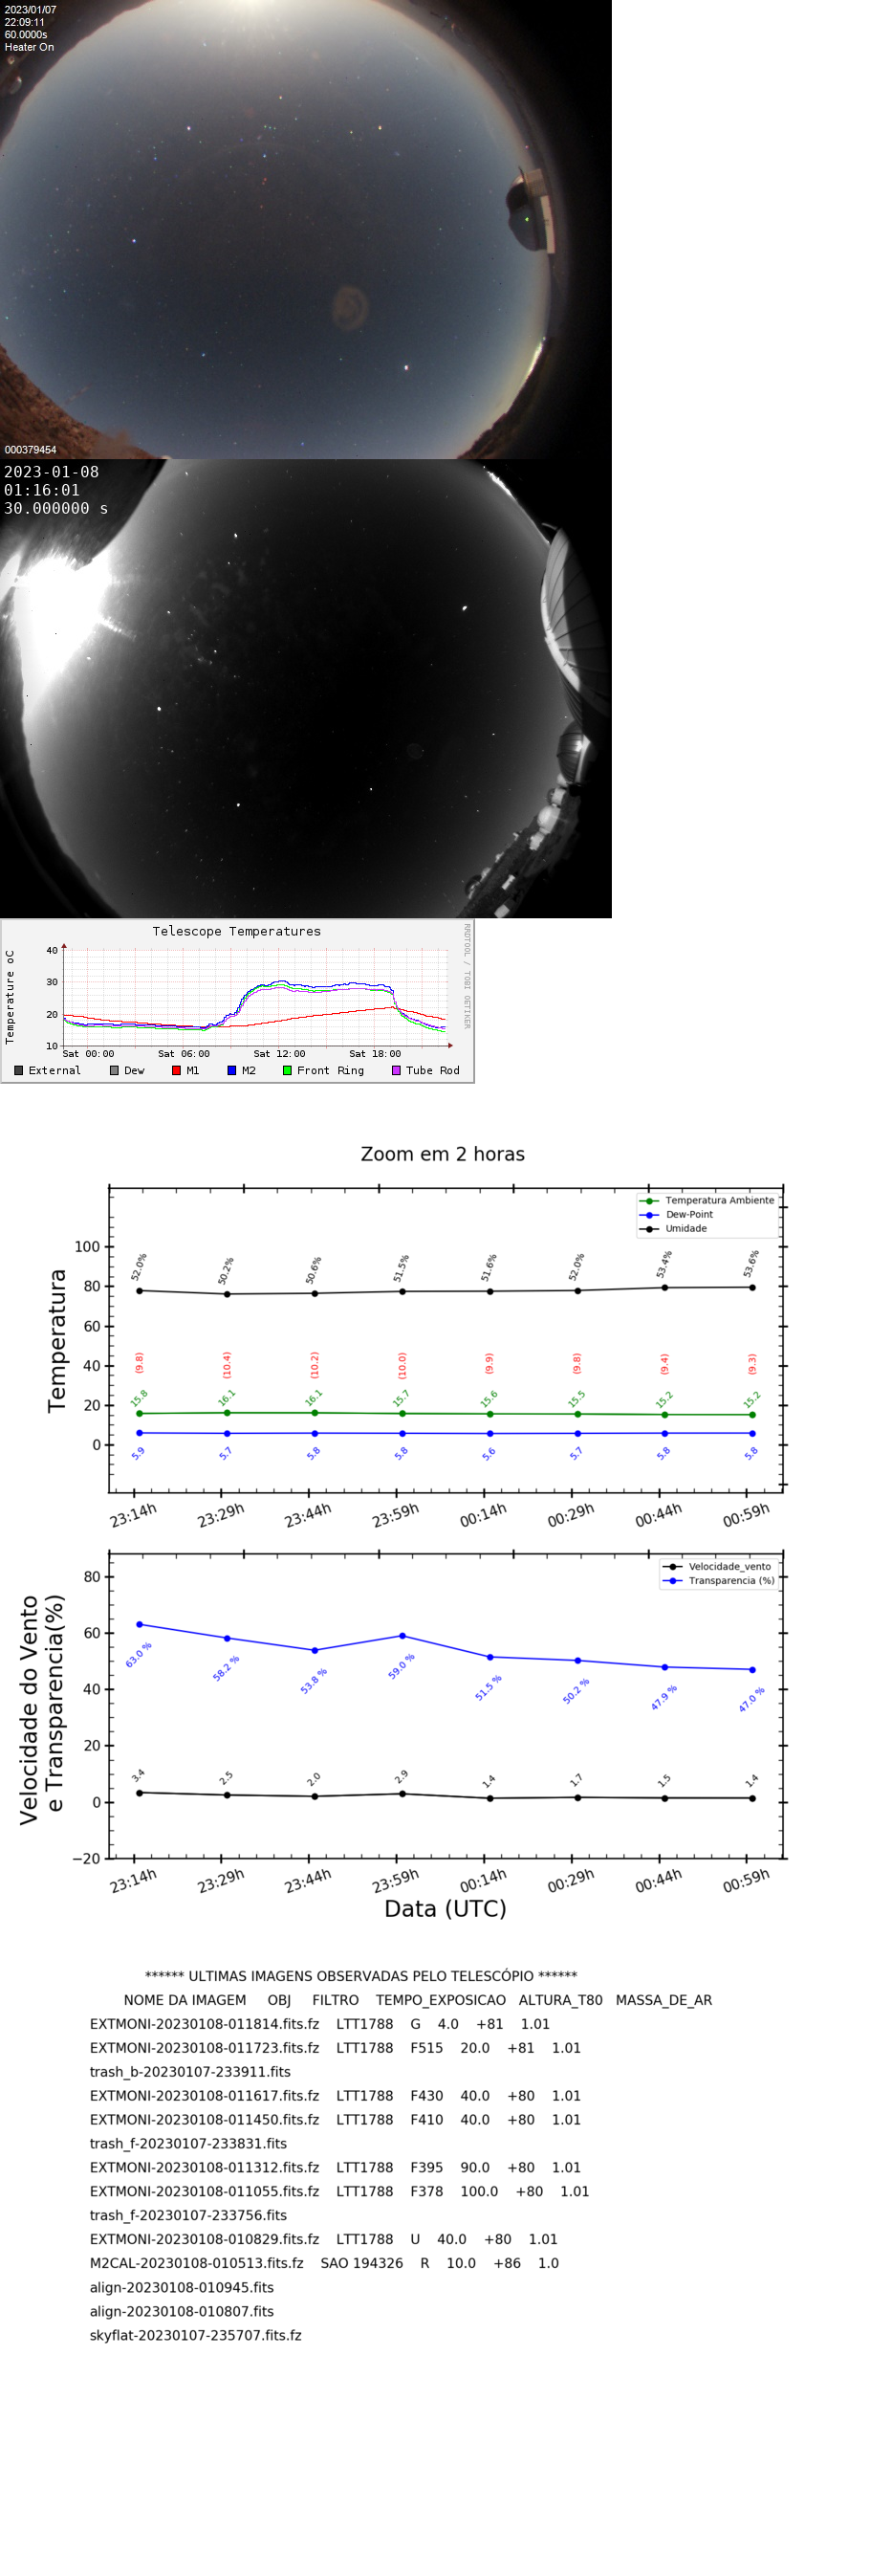 2023/01/07
22:09:11
60.0000s
Heater On
000379454
2023-01-08
01:16:01
30.000000 s
Telescope Temperatures
RRDTOOL / TOBI OETIKER
Temperature oC
40
30
20
10
Sat 00:00 Sat 06:00 Sat 12:00 Sat 18:00
External Dew M1 M2 Front Ring Tube Rod
Zoom em 2 horas
Temperatura Ambiente
Dew-Point
Umidade
Temperatura
100
80
60
40
20
0
52.0% 50.2% 50.6% 51.5% 51.6% 52.0% 53.4% 53.6%
(9.8) (10.4) (10.2) (10.0) (9.9) (9.8) (9.4) (9.3)
15.8 16.1 16.1 15.7 15.6 15.5 15.2 15.2
5.9 5.7 5.8 5.8 5.6 5.7 5.8 5.8
23:14h 23:29h 23:44h 23:59h 00:14h 00:29h 00:44h 00:59h
Velocidade_vento
Transparencia (%)
Velocidade do Vento
e Transparencia(%)
80
60
40
20
0
−20
63.0 % 58.2 % 53.8 % 59.0 % 51.5 % 50.2 % 47.9 % 47.0 %
3.4 2.5 2.0 2.9 1.4 1.7 1.5 1.4
23:14h 23:29h 23:44h 23:59h 00:14h 00:29h 00:44h 00:59h
Data (UTC)
****** ULTIMAS IMAGENS OBSERVADAS PELO TELESCÓPIO ******
NOME DA IMAGEM OBJ FILTRO TEMPO_EXPOSICAO ALTURA_T80 MASSA_DE_AR
EXTMONI-20230108-011814.fits.fz LTT1788 G 4.0 +81 1.01
EXTMONI-20230108-011723.fits.fz LTT1788 F515 20.0 +81 1.01
trash_b-20230107-233911.fits
EXTMONI-20230108-011617.fits.fz LTT1788 F430 40.0 +80 1.01
EXTMONI-20230108-011450.fits.fz LTT1788 F410 40.0 +80 1.01
trash_f-20230107-233831.fits
EXTMONI-20230108-011312.fits.fz LTT1788 F395 90.0 +80 1.01
EXTMONI-20230108-011055.fits.fz LTT1788 F378 100.0 +80 1.01
trash_f-20230107-233756.fits
EXTMONI-20230108-010829.fits.fz LTT1788 U 40.0 +80 1.01
M2CAL-20230108-010513.fits.fz SAO 194326 R 10.0 +86 1.0
align-20230108-010945.fits
align-20230108-010807.fits
skyflat-20230107-235707.fits.fz